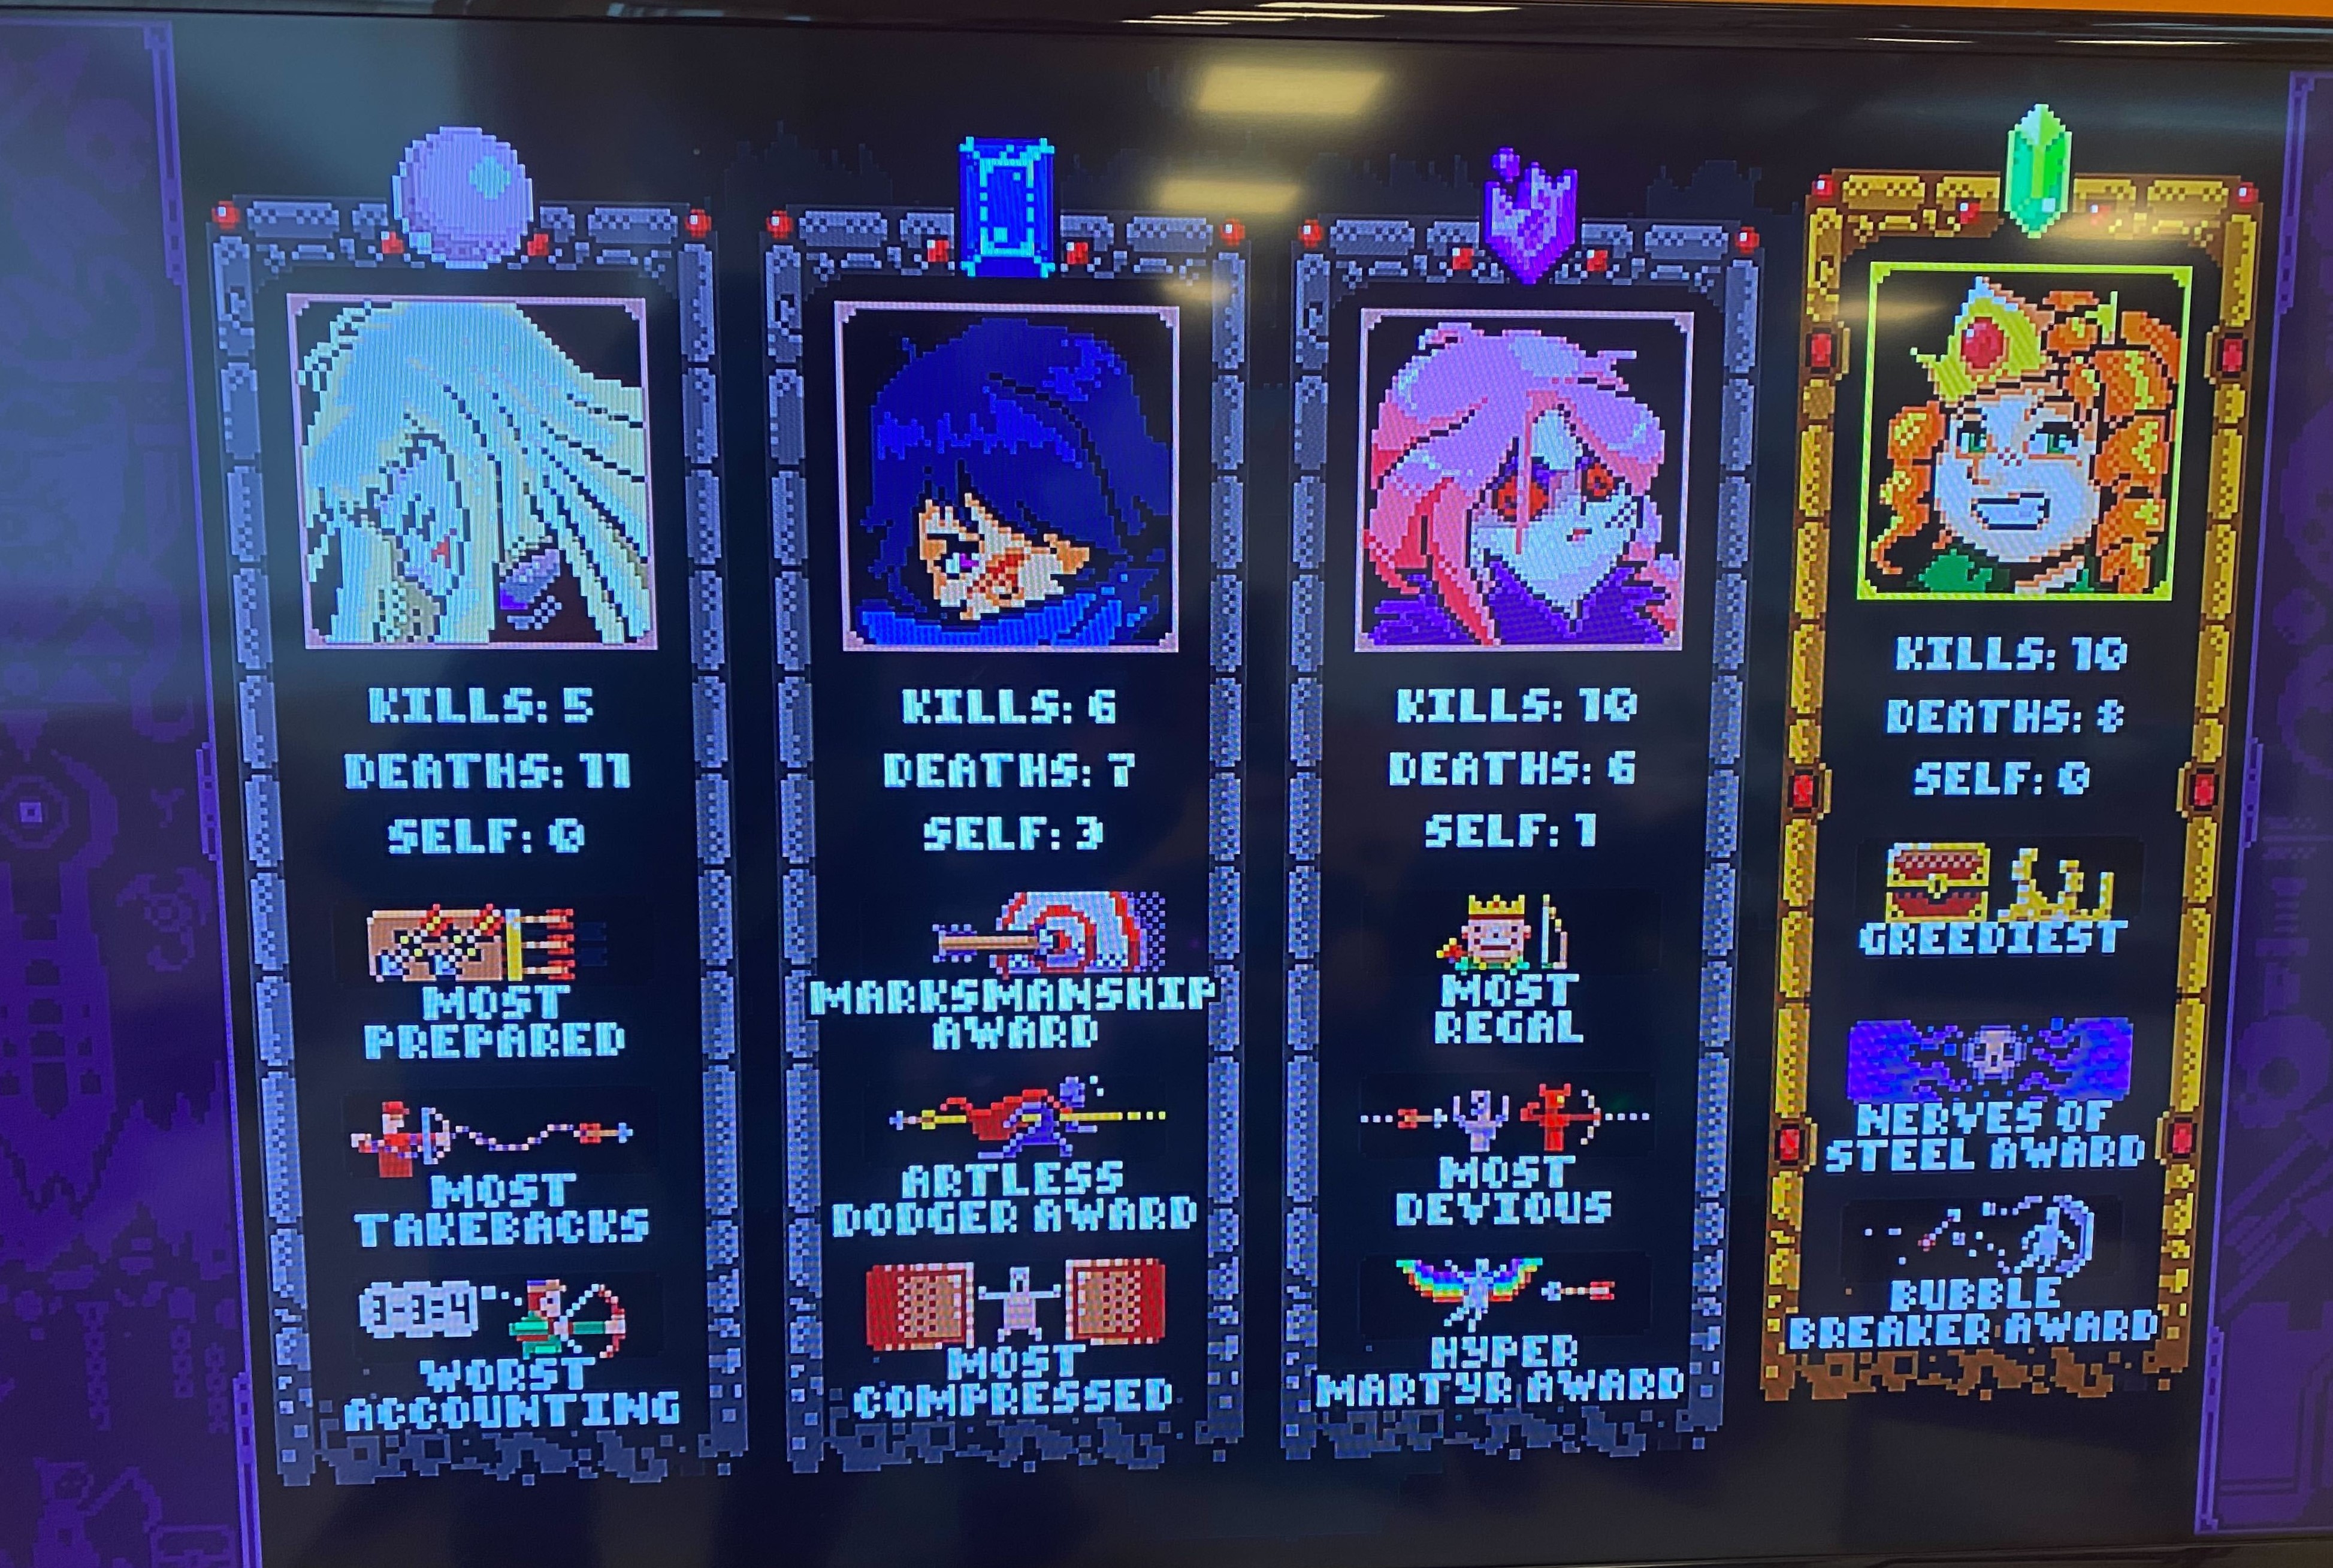 KILLS: 5
DEATHS: 11
SELF: 0
MOST
PREPARED
MOST
TAKEBACKS
WORST
ACCOUNTING
KILLS: 6
DEATHS: 7
SELF: 3
MARKSMANSHIP
AWARD
ARTLESS
DODGER AWARD
MOST
COMPRESSED
KILLS: 10
DEATHS: 6
SELF: 1
MOST
REGAL
MOST
DEVIOUS
HYPER
MARTYR AWARD
KILLS: 10
DEATHS: 8
SELF: 0
GREEDIEST
NERVES OF
STEEL AWARD
BUBBLE
BREAKER AWARD